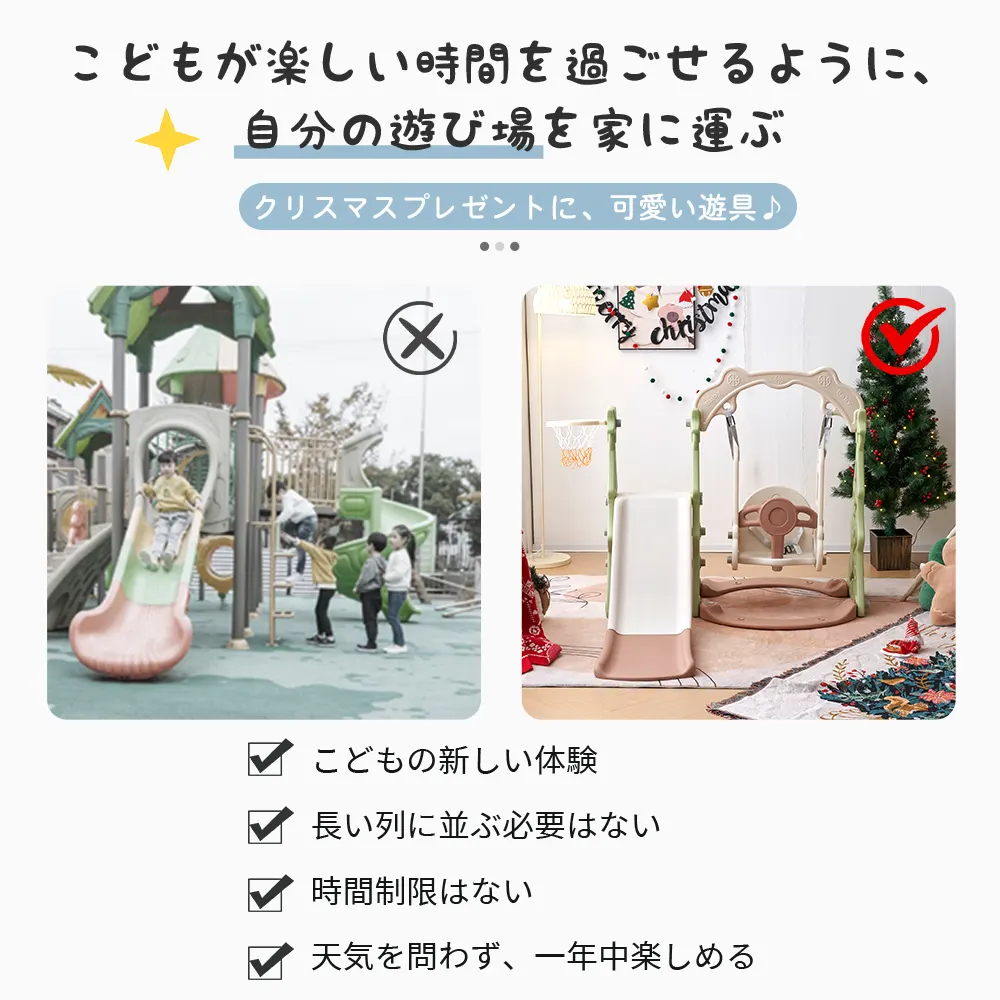 こどもが楽しい時間を過ごせるように、
自分の遊び場を家に運ぶ
クリスマスプレゼントに、可愛い遊具♪
christmas
こどもの新しい体験
長い列に並ぶ必要はない
時間制限はない
天気を問わず、一年中楽しめる